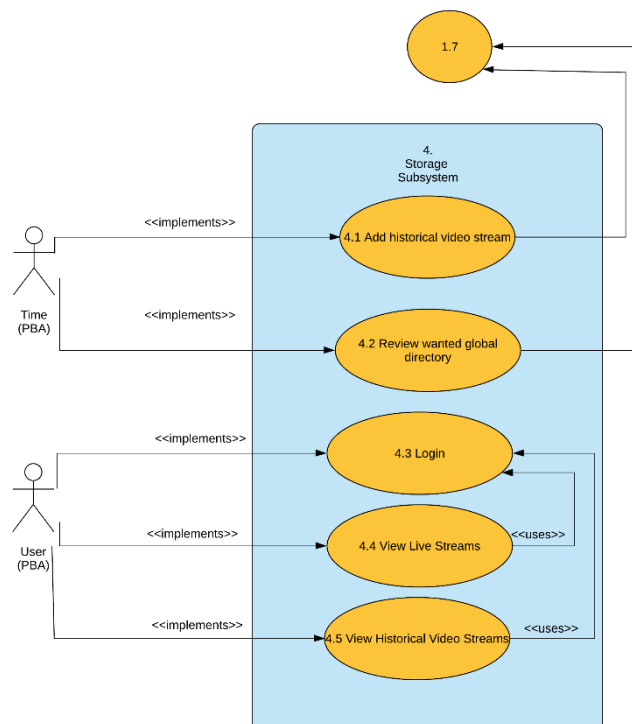 1.7
4.
Storage
Subsystem
<<implements>>
4.1 Add historical video stream
Time
(PBA)
<<implements>>
4.2 Review wanted global
directory
<<implements>>
4.3 Login
<<implements>>
4.4 View Live Streams
<<uses>>
User
(PBA)
<<implements>>
4.5 View Historical Video Streams
<<uses>>